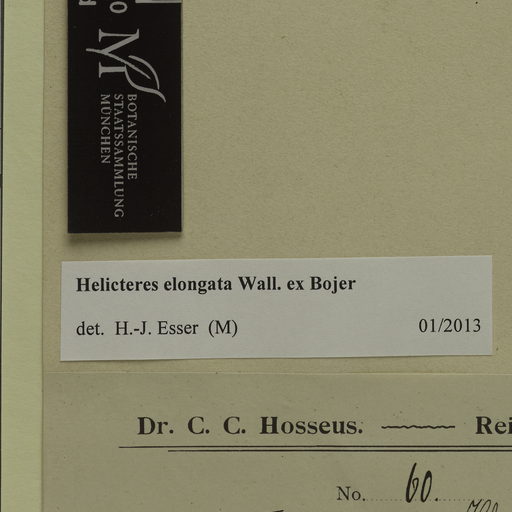 M
BOTANISCHE
STAATSSAMMLUNG
MÜNCHEN
Helicteres elongata Wall. ex Bojer
det. H.-J. Esser (M) 01/2013
Dr. C. C. Hosseus.
No. 60.